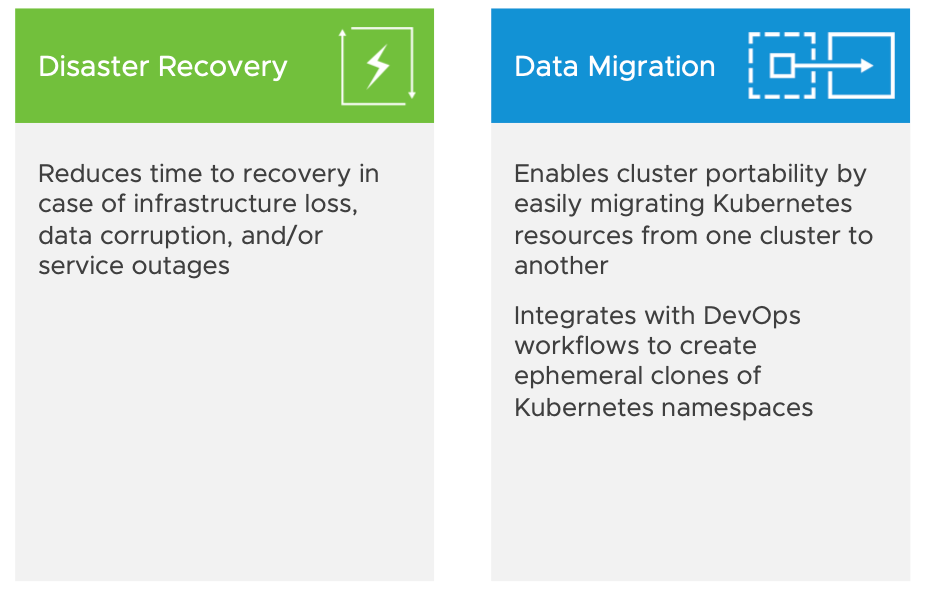 Disaster Recovery
Reduces time to recovery in
case of infrastructure loss,
data corruption, and/or
service outages
Data Migration
Enables cluster portability by
easily migrating Kubernetes
resources from one cluster to
another
Integrates with DevOps
workflows to create
ephemeral clones of
Kubernetes namespaces